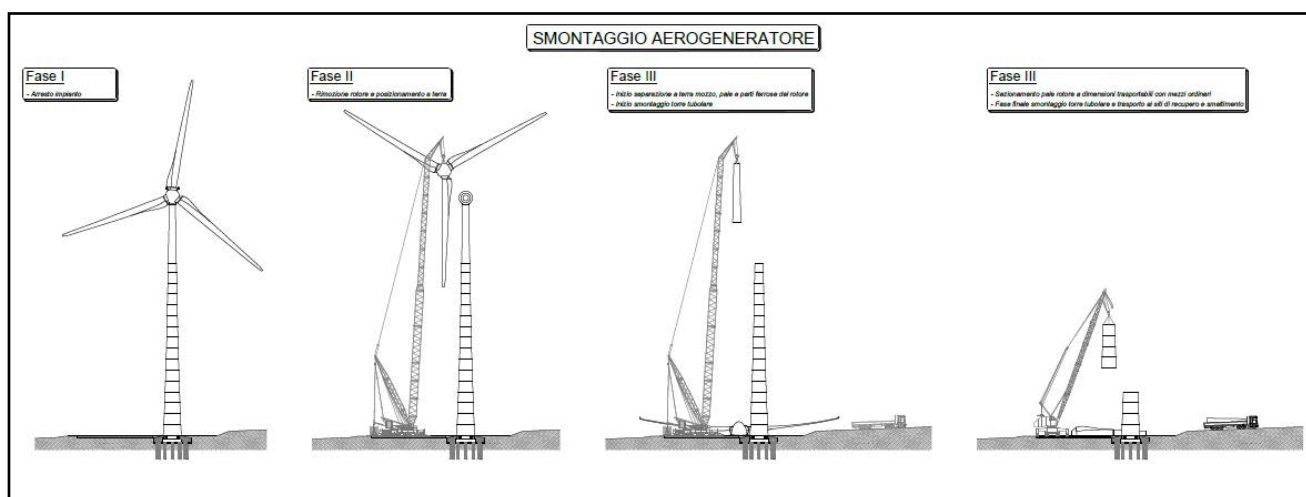 SMONTAGGIO AEROGENERATORE
Fase I
- Arresto impianto
Fase II
- Rimozione rotore e posizionamento a terra
Fase III
- Inizio separazione a terra mozzo, pale e parti ferrose del rotore
- Inizio smontaggio torre tubolare
Fase III
- Sezionamento pale rotore a dimensioni trasportabili con mezzi ordinari
- Fase finale smontaggio torre tubolare e trasporto ai siti di recupero e smaltimento